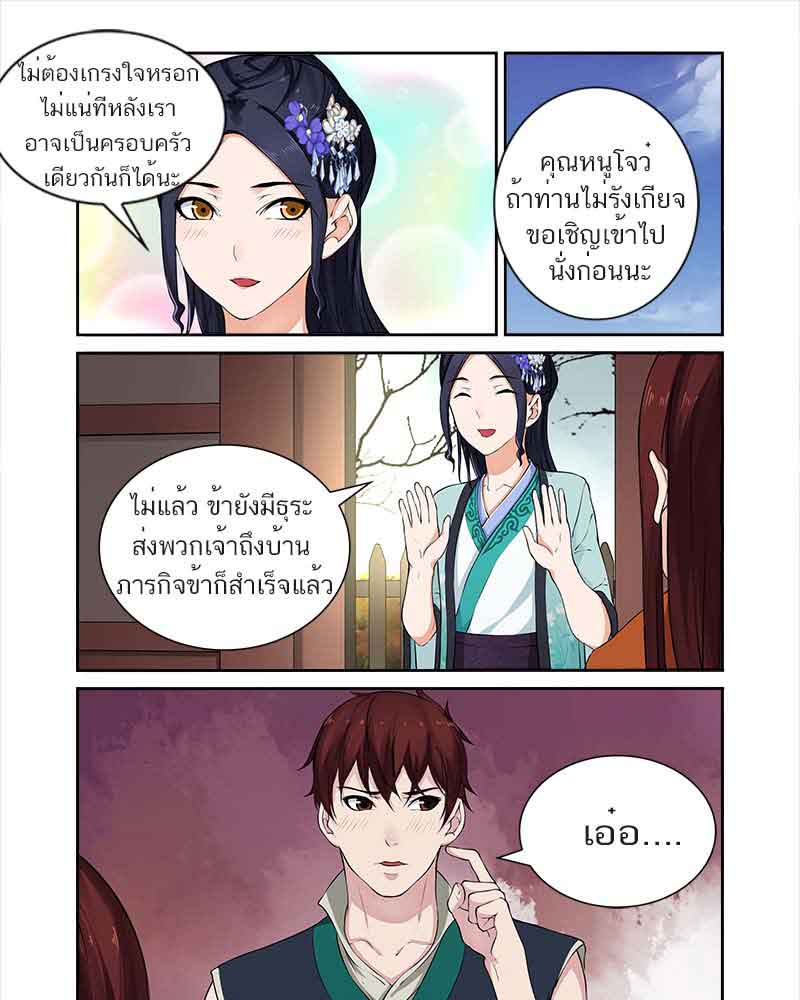 ไม่ต้องเกรงใจหรอก
ไม่แน่ทีหลังเรา
อาจเป็นครอบครัว
เดียวกันก็ได้นะ
คุณหนูโจว๋
ถ้าท่านไม่รังเกียจ
ขอเชิญเข้าไป
นั่งก่อนนะ
ไม่แล้ว ข้ายังมีธุระ
ส่งพวกเจ้าถึงบ้าน
ภารกิจข้าก็สำเร็จแล้ว
เอ๋อ....